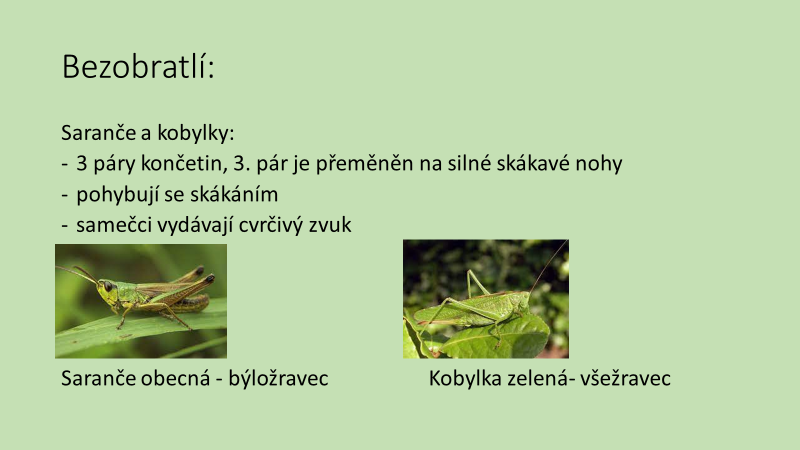 Bezobratlí:
Saranče a kobylky:
- 3 páry končetin, 3. pár je přeměněn na silné skákavé nohy
- pohybují se skákáním
- samečci vydávají cvrčivý zvuk
Saranče obecná - býložravec
Kobylka zelená- všežravec